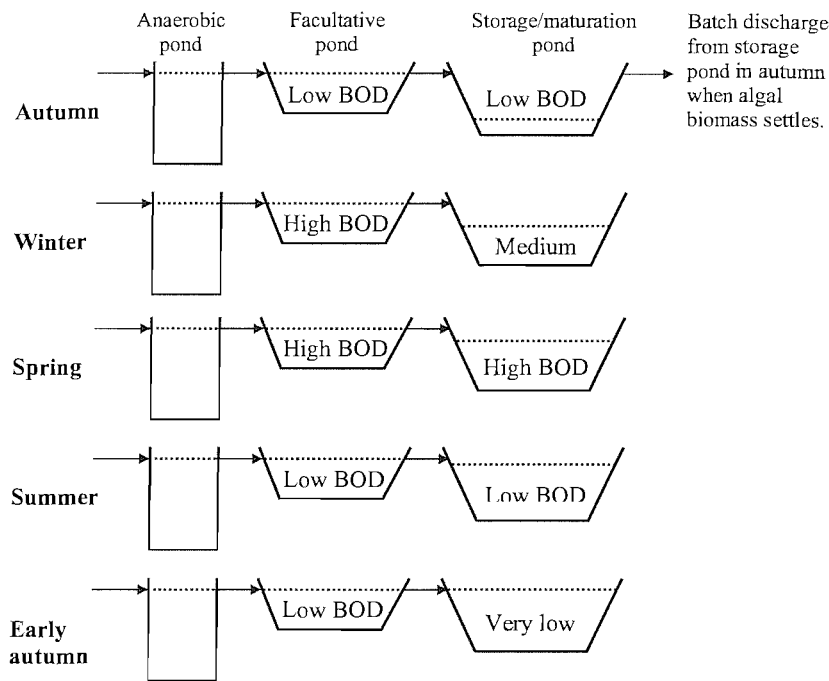 Anaerobic
pond
Facultative
pond
Storage/maturation
pond
Batch discharge
from storage
pond in autumn
when algal
biomass settles.
Autumn
Low BOD
Low BOD
Winter
High BOD
Medium
Spring
High BOD
High BOD
Summer
Low BOD
Low BOD
Early
autumn
Low BOD
Very low